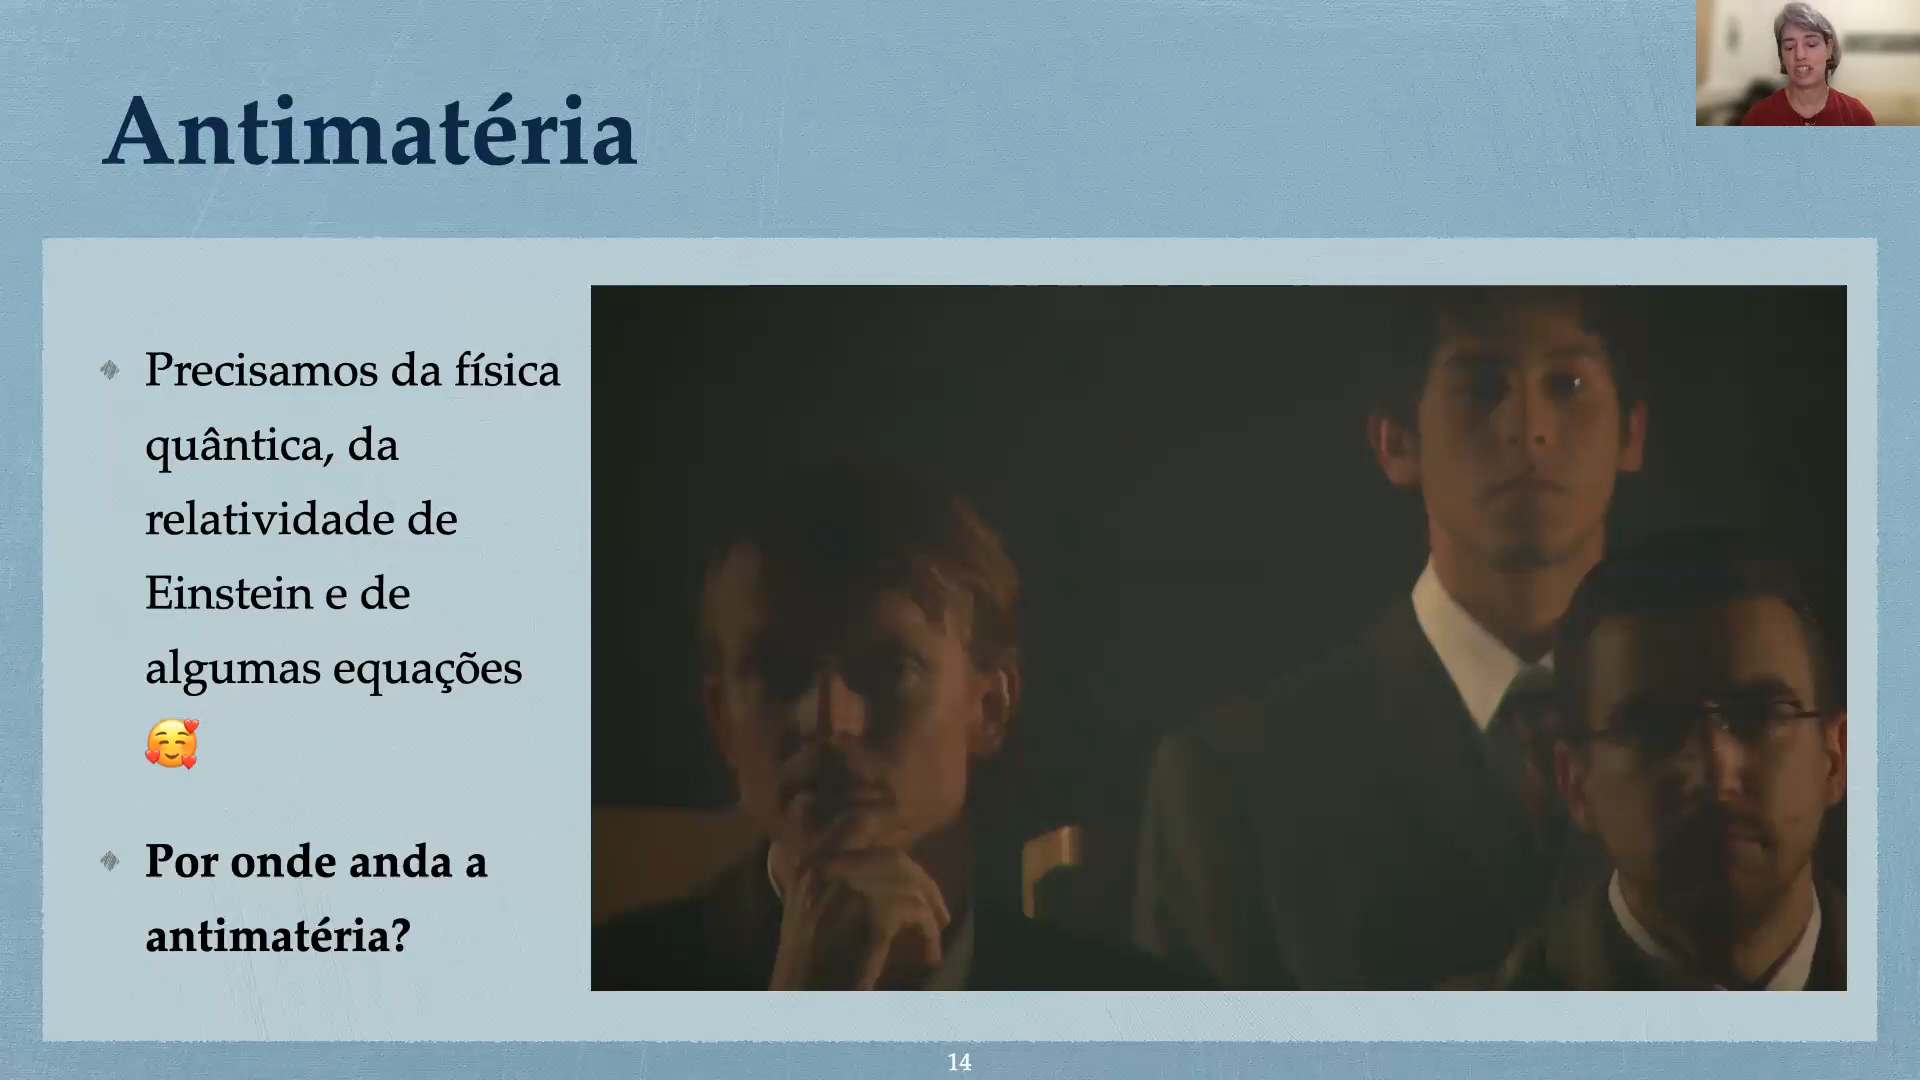 Antimatéria
Precisamos da física
quântica, da
relatividade de
Einstein e de
algumas equações
🥰
Por onde anda a
antimatéria?
14